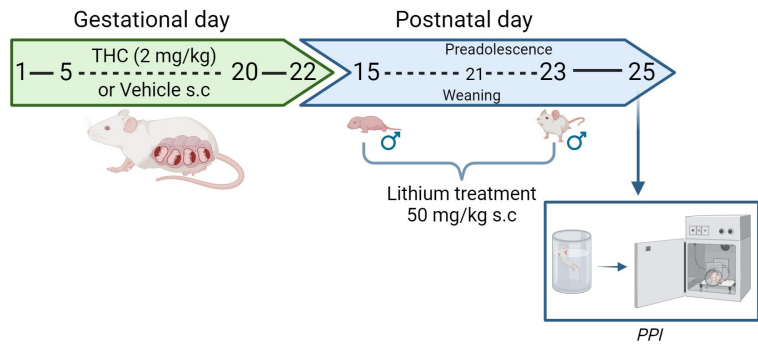 Gestational day
Postnatal day
THC (2 mg/kg)
1 5 20 22
or Vehicle s.c
Preadolescence
15 21 23 25
Weaning
♂ ♂
Lithium treatment
50 mg/kg s.c
PPI